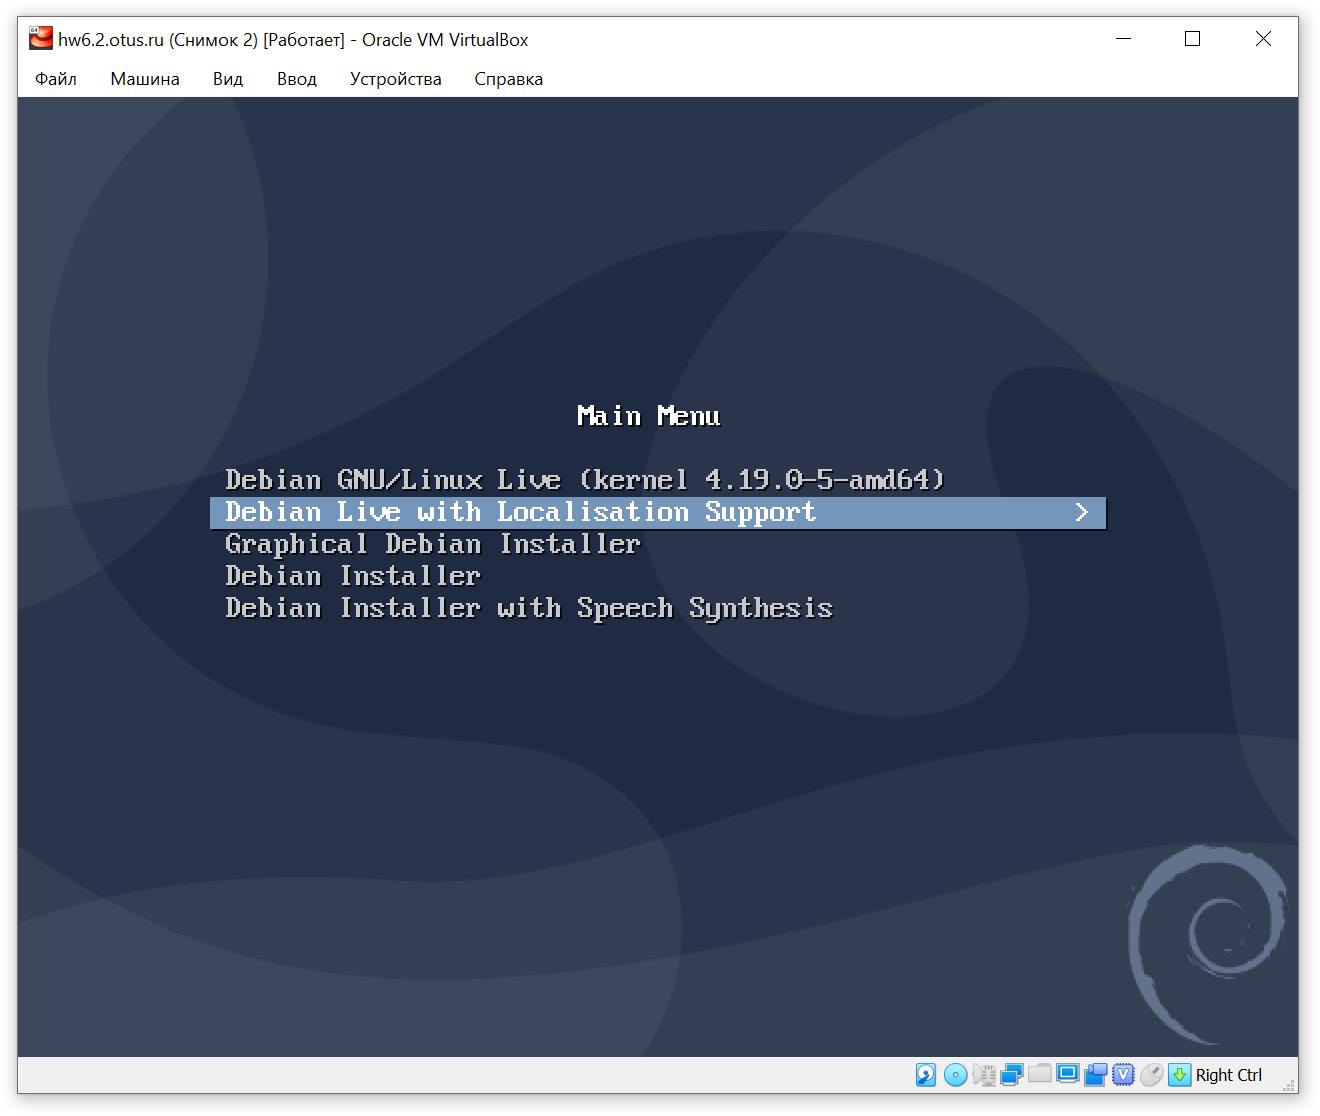 hw6.2.otus.ru (Снимок 2) [Работает] - Oracle VM VirtualBox
Файл Машина Вид Ввод Устройства Справка
Main Menu
Debian GNU/Linux Live (kernel 4.19.0-5-amd64)
Debian Live with Localisation Support >
Graphical Debian Installer
Debian Installer
Debian Installer with Speech Synthesis
Right Ctrl